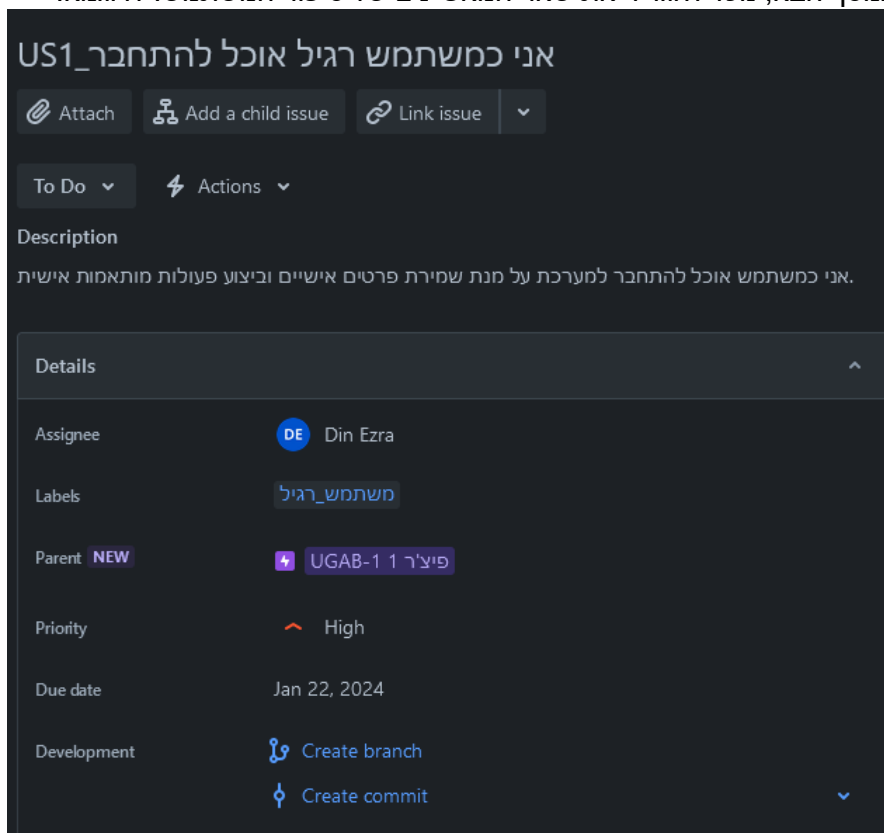 US1_אני כמשתמש רגיל אוכל להתחבר
Attach Add a child issue Link issue
To Do Actions
Description
אני כמשתמש אוכל להתחבר למערכת על מנת שמירת פרטים אישיים וביצוע פעולות מותאמות אישית.
Details
Assignee DE Din Ezra
Labels משתמש_רגיל
Parent NEW UGAB-1 פיצ'ר 1
Priority High
Due date Jan 22, 2024
Development Create branch
Create commit